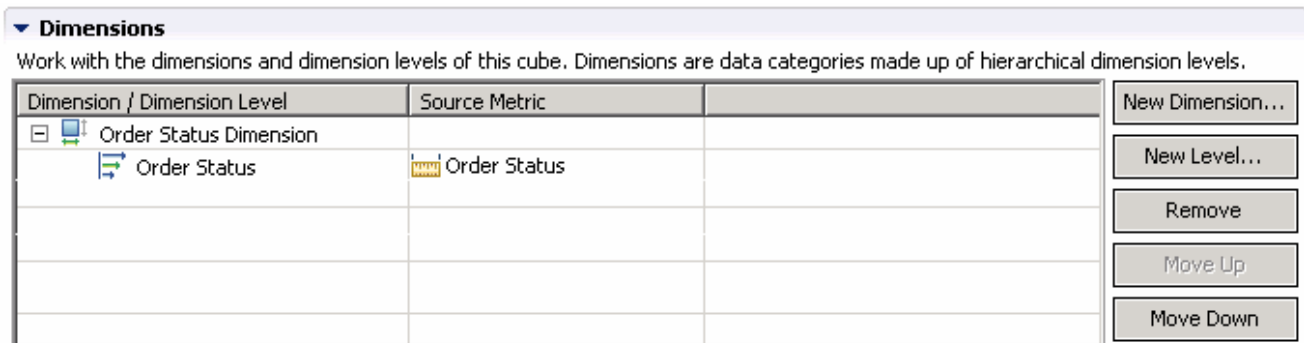 Dimensions
Work with the dimensions and dimension levels of this cube. Dimensions are data categories made up of hierarchical dimension levels.
Dimension / Dimension Level Source Metric
Order Status Dimension
Order Status Order Status
New Dimension...
New Level...
Remove
Move Up
Move Down